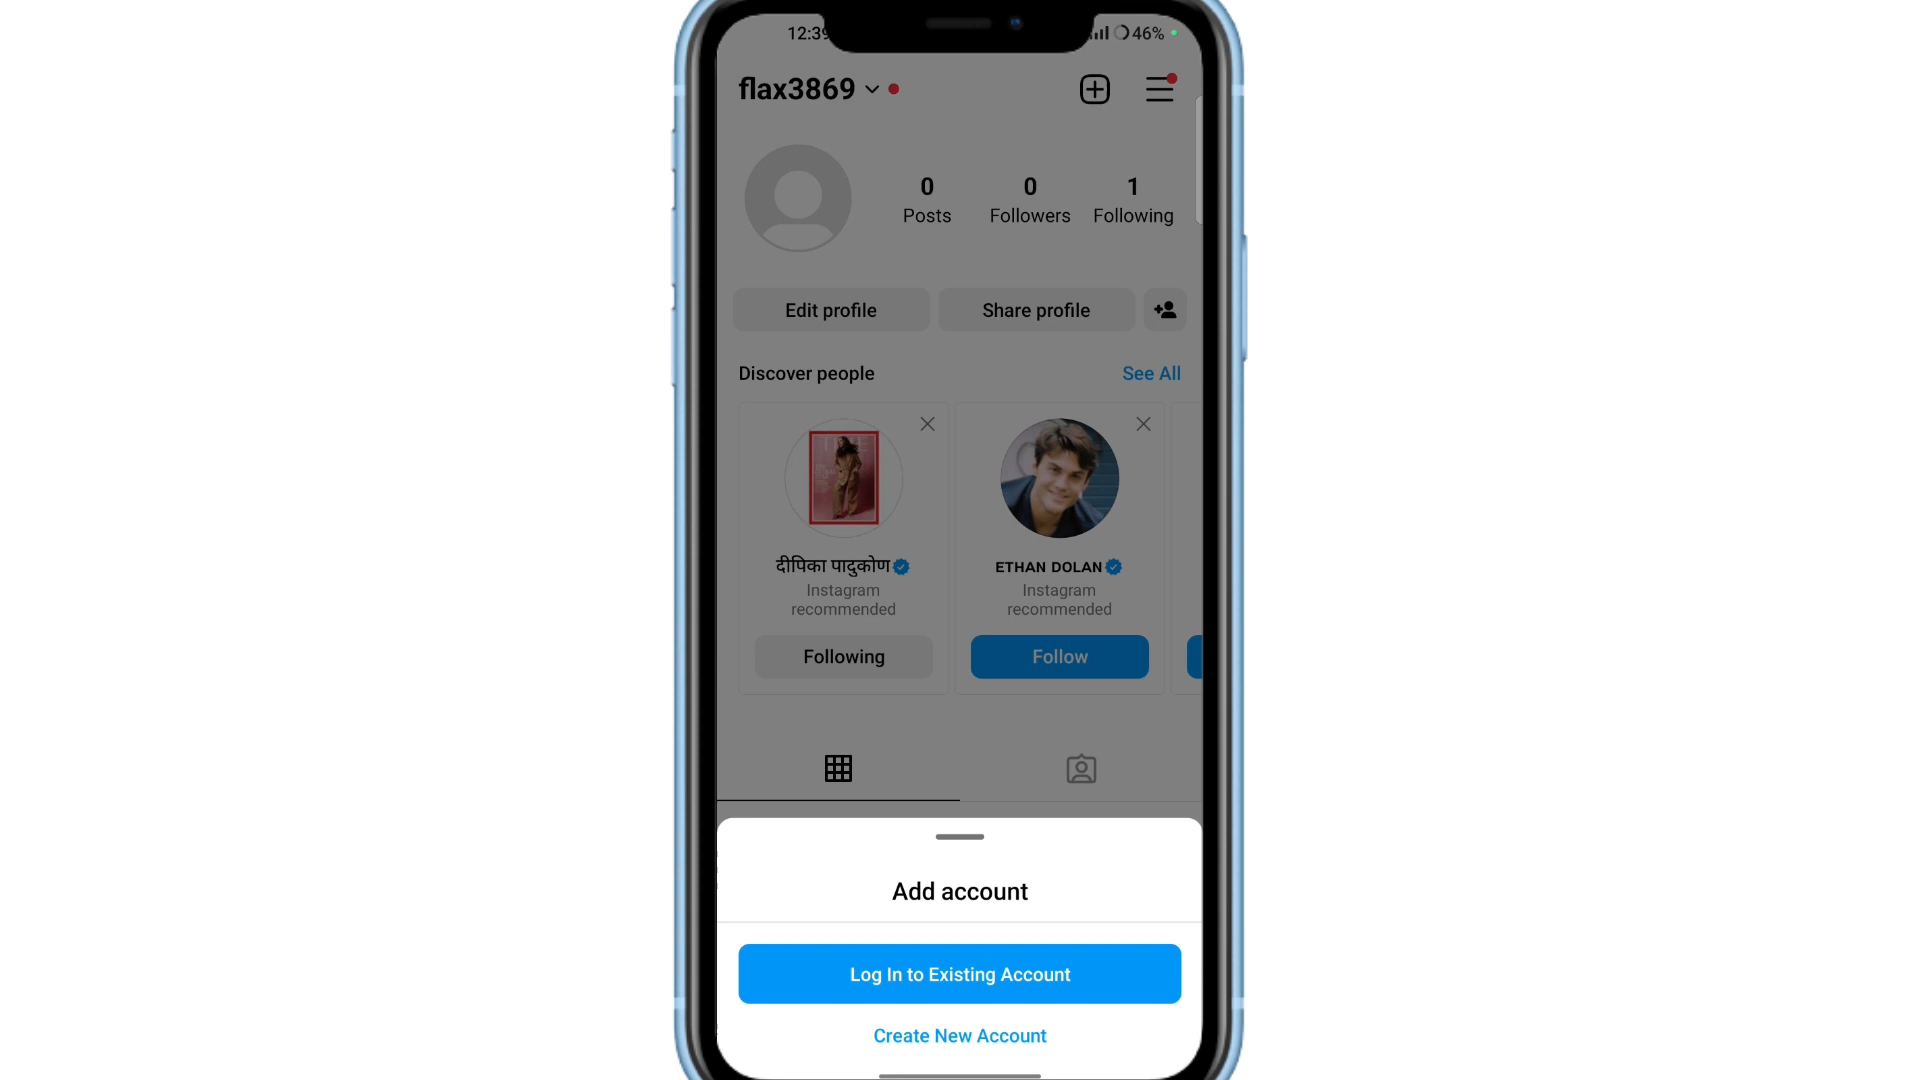 12:39
46%
flax3869
0
0
1
Posts
Followers
Following
Edit profile
Share profile
Discover people
See All
दीपिका पादुकोण
ETHAN DOLAN
Instagram
recommended
Instagram
recommended
Following
Follow
Add account
Log In to Existing Account
Create New Account